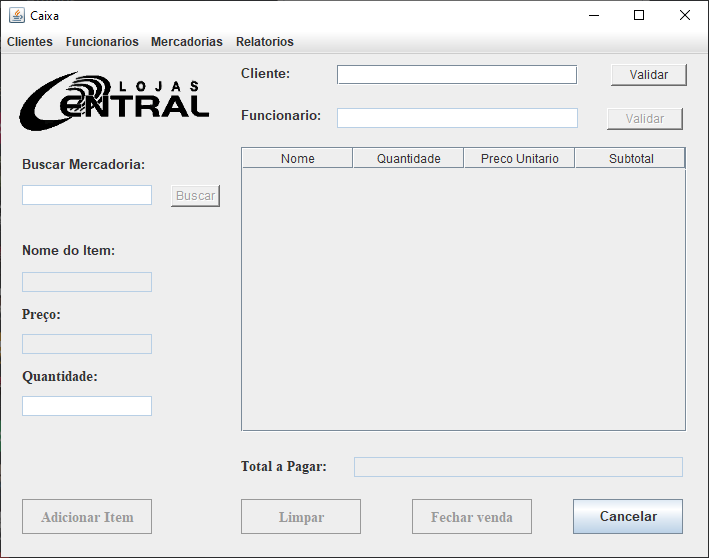 Caixa
Clientes Funcionarios Mercadorias Relatorios
LOJAS
CENTRAL
Cliente:
Validar
Funcionario:
Validar
Buscar Mercadoria:
Buscar
Nome Quantidade Preco Unitario Subtotal
Nome do Item:
Preço:
Quantidade:
Total a Pagar:
Adicionar Item
Limpar
Fechar venda
Cancelar